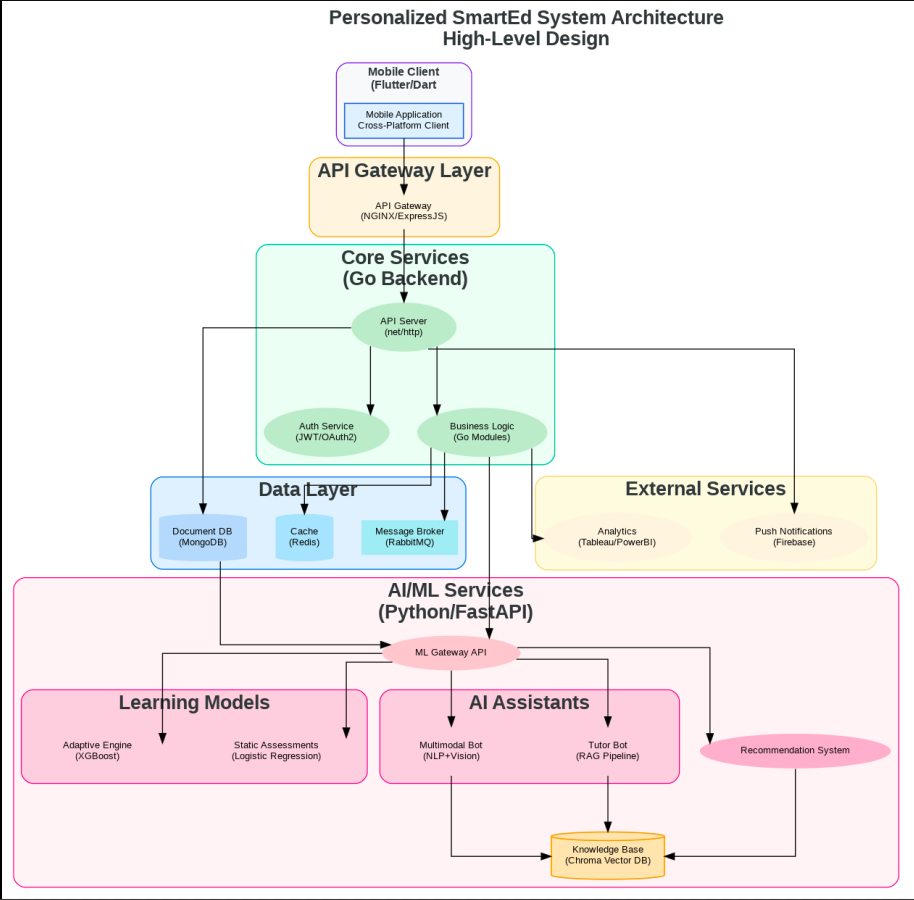 Personalized SmartEd System Architecture
High-Level Design
Mobile Client
(Flutter/Dart
Mobile Application
Cross-Platform Client
API Gateway Layer
API Gateway
(NGINX/ExpressJS)
Core Services
(Go Backend)
API Server
(net/http)
Auth Service
(JWT/OAuth2)
Business Logic
(Go Modules)
Data Layer
Document DB
(MongoDB)
Cache
(Redis)
Message Broker
(RabbitMQ)
External Services
Analytics
(Tableau/PowerBI)
Push Notifications
(Firebase)
AI/ML Services
(Python/FastAPI)
ML Gateway API
Learning Models
Adaptive Engine
(XGBoost)
Static Assessments
(Logistic Regression)
AI Assistants
Multimodal Bot
(NLP+Vision)
Tutor Bot
(RAG Pipeline)
Recommendation System
Knowledge Base
(Chroma Vector DB)